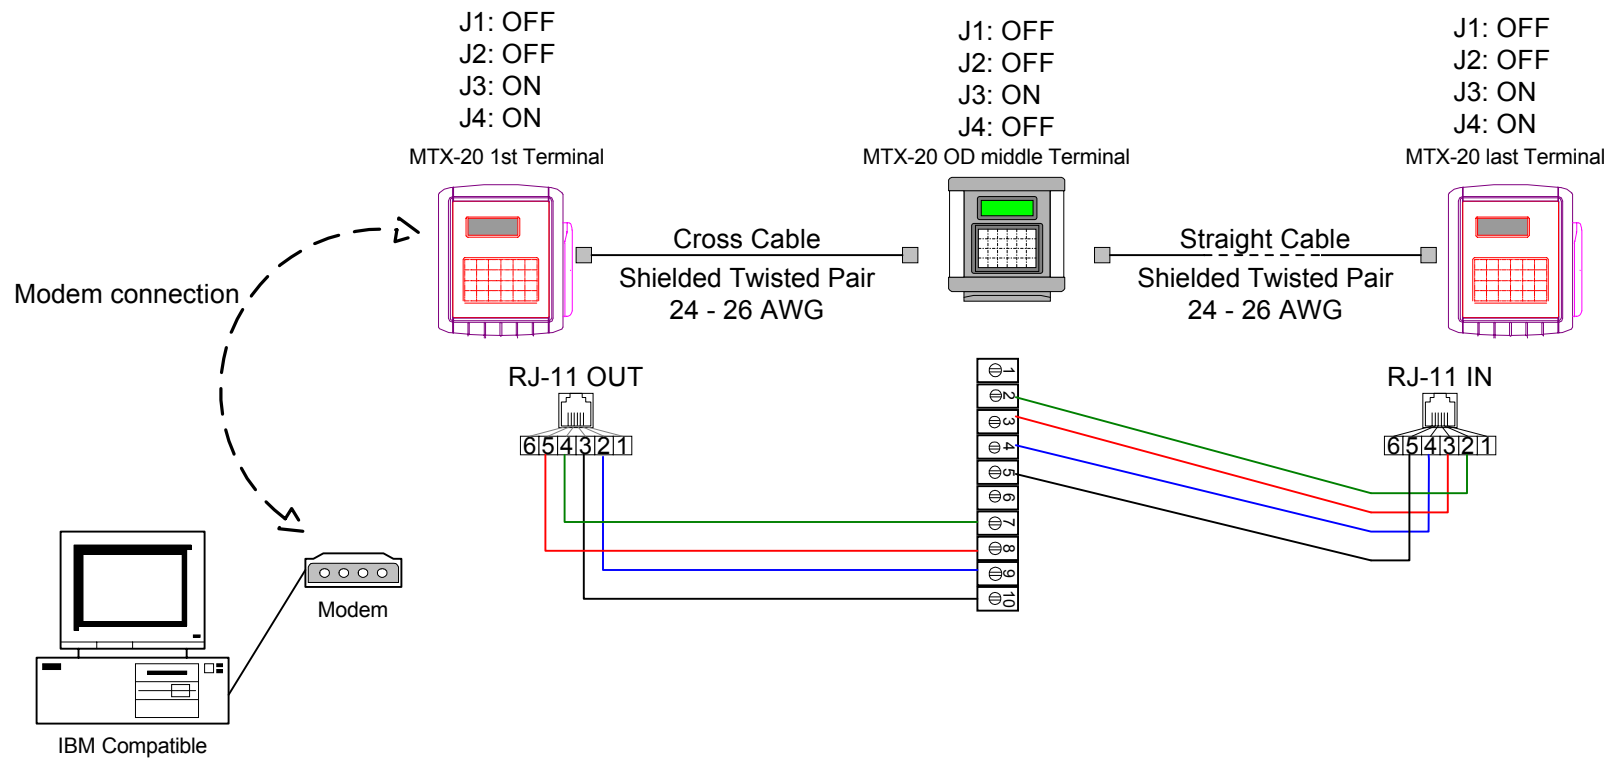 J1: OFF
J2: OFF
J3: ON
J4: ON
MTX-20 1st Terminal
J1: OFF
J2: OFF
J3: ON
J4: OFF
MTX-20 OD middle Terminal
J1: OFF
J2: OFF
J3: ON
J4: ON
MTX-20 last Terminal
Cross Cable
Shielded Twisted Pair
24 - 26 AWG
Straight Cable
Shielded Twisted Pair
24 - 26 AWG
Modem connection
RJ-11 OUT
6 5 4 3 2 1
1
2
3
4
5
6
7
8
9
10
RJ-11 IN
6 5 4 3 2 1
Modem
IBM Compatible